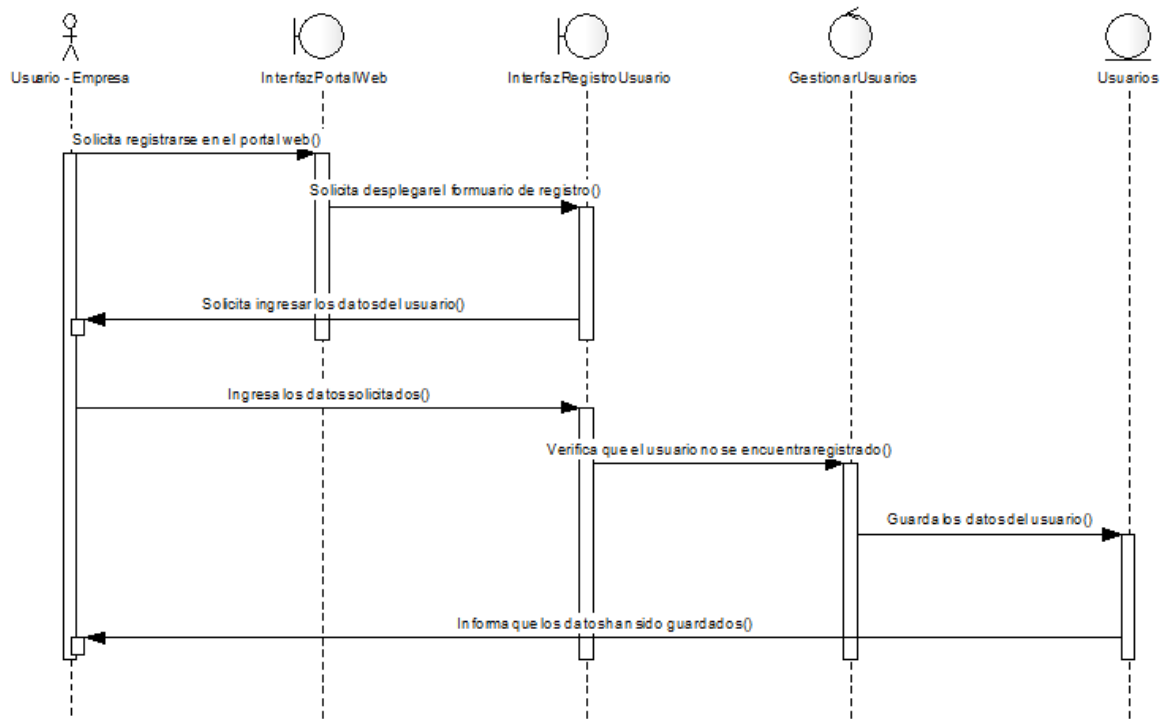 Usuario - Empresa
InterfazPortalWeb
InterfazRegistroUsuario
GestionarUsuarios
Usuarios
Solicita registrarse en el portal web()
Solicita desplegar el formuario de registro()
Solicita ingresar los datos del usuario()
Ingresa los datos solicitados()
Verifica que el usuario no se encuentra registrado()
Guarda los datos del usuario()
Informa que los datos han sido guardados()